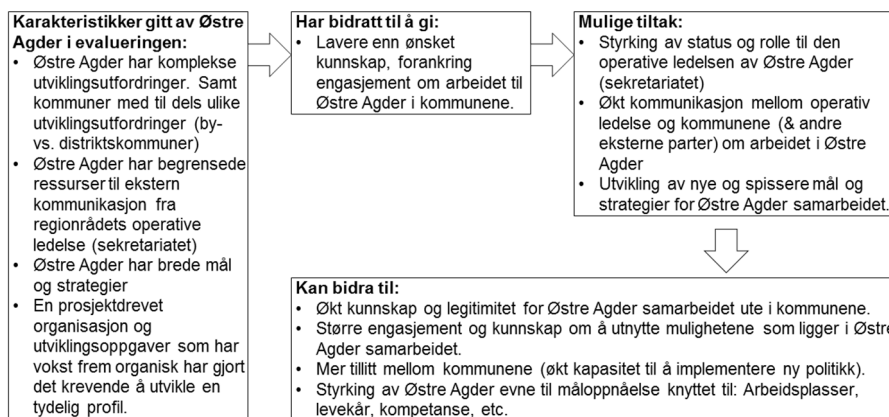 Karakteristikker gitt av Østre
Agder i evalueringen:
• Østre Agder har komplekse
utviklingsutfordringer. Samt
kommuner med til dels ulike
utviklingsutfordringer (by-
vs. distriktskommuner)
• Østre Agder har begrensede
ressurser til ekstern
kommunikasjon fra
regionrådets operative
ledelse (sekretariatet)
• Østre Agder har brede mål
og strategier
• En prosjektdrevet
organisasjon og
utviklingsoppgaver som har
vokst frem organisk har gjort
det krevende å utvikle en
tydelig profil.
Har bidratt til å gi:
• Lavere enn ønsket
kunnskap, forankring
engasjement om arbeidet til
Østre Agder i kommunene.
Mulige tiltak:
• Styrking av status og rolle til den
operative ledelsen av Østre Agder
(sekretariatet)
• Økt kommunikasjon mellom operativ
ledelse og kommunene (& andre
eksterne parter) om arbeidet i Østre
Agder
• Utvikling av nye og spissere mål og
strategier for Østre Agder samarbeidet.
Kan bidra til:
• Økt kunnskap og legitimitet for Østre Agder samarbeidet ute i kommunene.
• Større engasjement og kunnskap om å utnytte mulighetene som ligger i Østre
Agder samarbeidet.
• Mer tillitt mellom kommunene (økt kapasitet til å implementere ny politikk).
• Styrking av Østre Agder evne til måloppnåelse knyttet til: Arbeidsplasser,
levekår, kompetanse, etc.